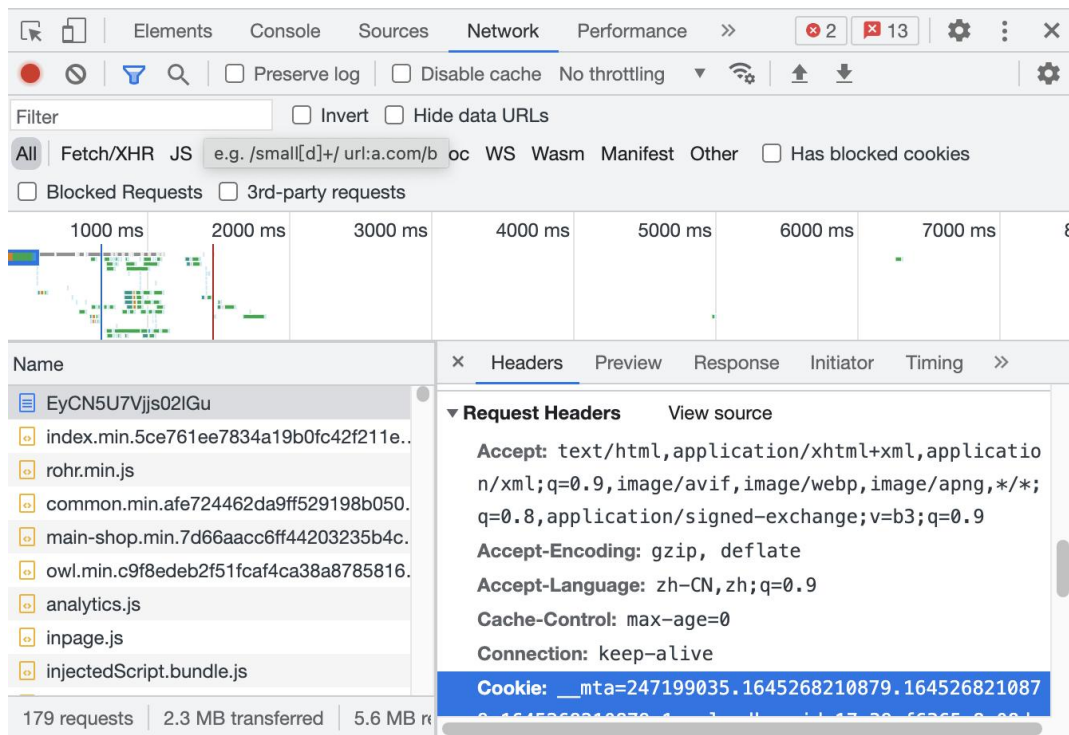 Elements Console Sources Network Performance » 2 13
Preserve log Disable cache No throttling
Filter Invert Hide data URLs
All Fetch/XHR JS e.g. /small[d]+/ url:a.com/b oc WS Wasm Manifest Other Has blocked cookies
Blocked Requests 3rd-party requests
1000 ms 2000 ms 3000 ms 4000 ms 5000 ms 6000 ms 7000 ms 8
Name
EyCN5U7Vjjs02lGu
index.min.5ce761ee7834a19b0fc42f211e..
rohr.min.js
common.min.afe724462da9ff529198b050.
main-shop.min.7d66aacc6ff44203235b4c.
owl.min.c9f8edeb2f51fcaf4ca38a8785816.
analytics.js
inpage.js
injectedScript.bundle.js
179 requests 2.3 MB transferred 5.6 MB re
× Headers Preview Response Initiator Timing »
Request Headers View source
Accept: text/html,application/xhtml+xml,applicatio
n/xml;q=0.9,image/avif,image/webp,image/apng,*/*;
q=0.8,application/signed-exchange;v=b3;q=0.9
Accept-Encoding: gzip, deflate
Accept-Language: zh-CN,zh;q=0.9
Cache-Control: max-age=0
Connection: keep-alive
Cookie: __mta=247199035.1645268210879.164526821087